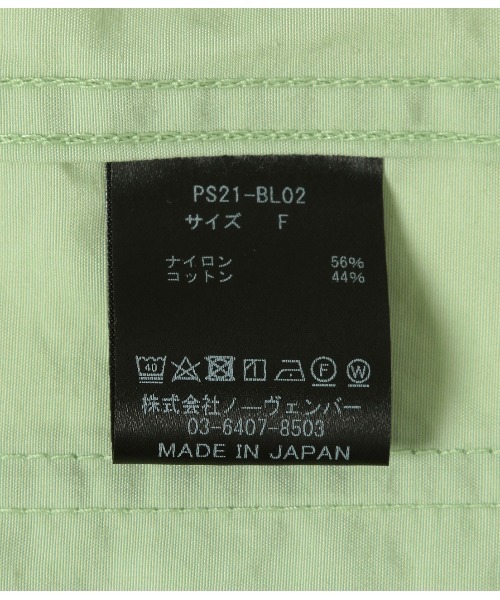 PS21-BL02
サイズ F
ナイロン 56%
コットン 44%
40 F W
株式会社ノーヴェンバー
03-6407-8503
MADE IN JAPAN